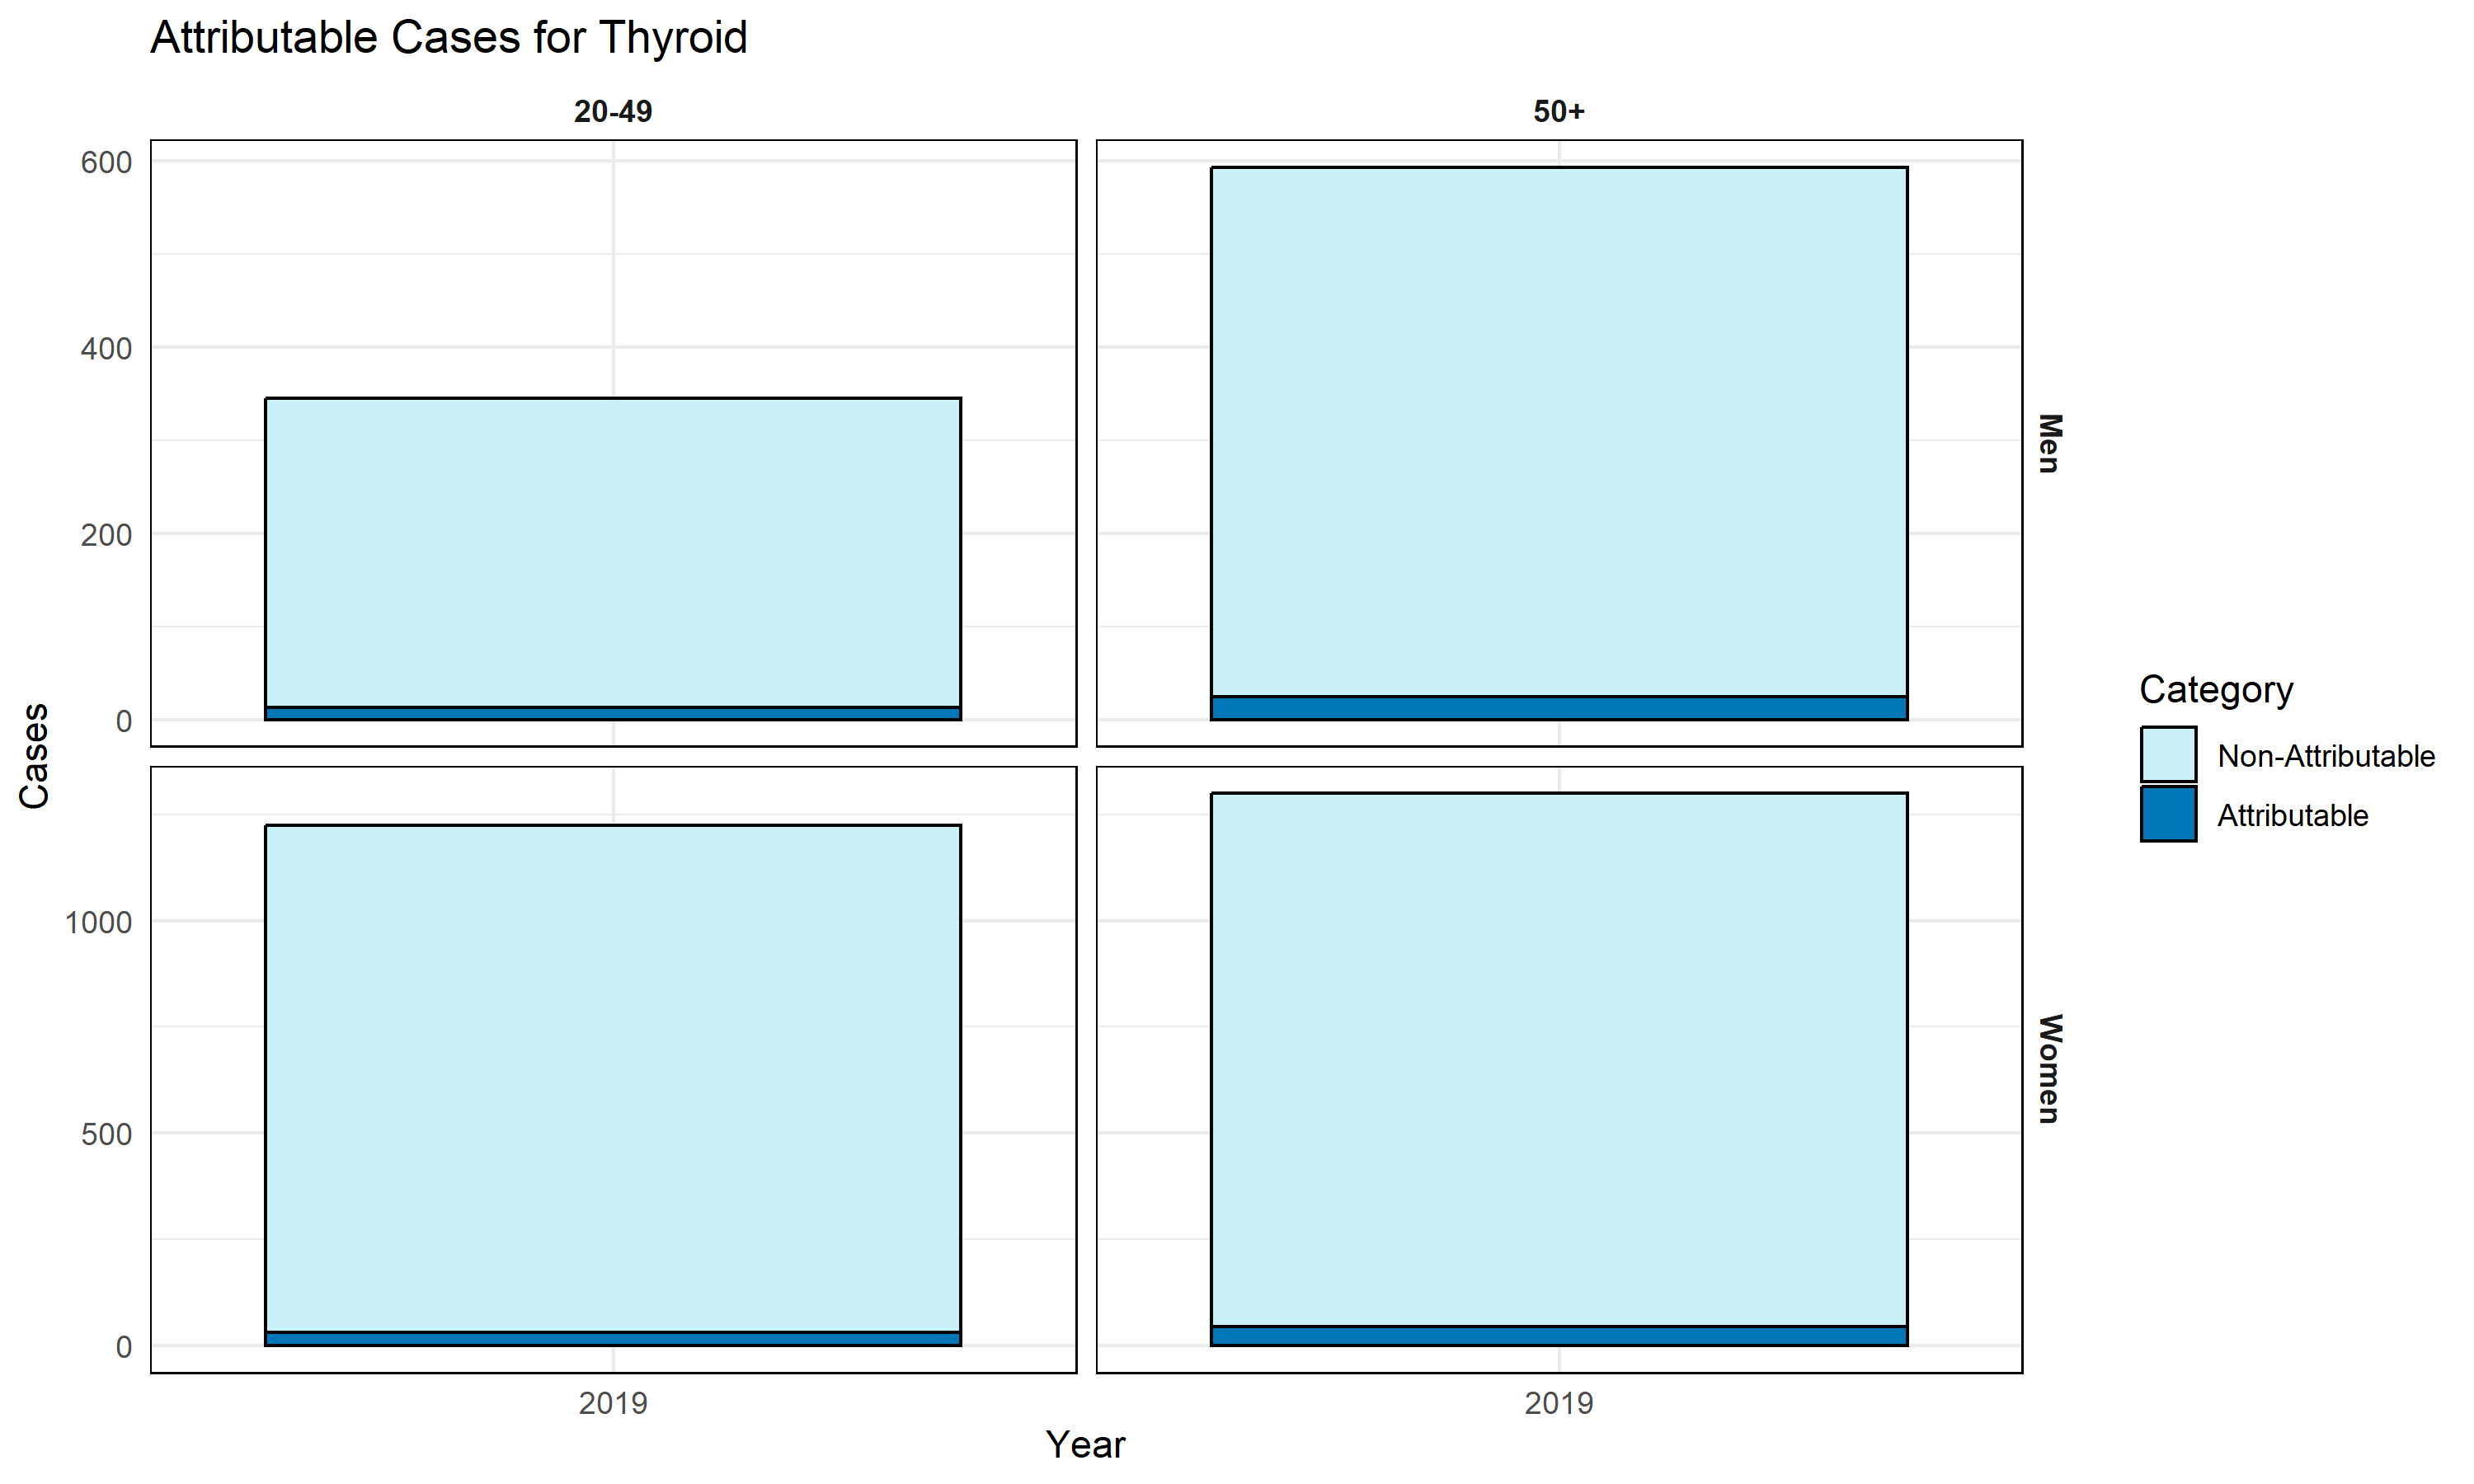 Attributable Cases for Thyroid
20-49
50+
600
400
200
0
Men
Cases
1000
500
0
Women
2019
2019
Year
Category
Non-Attributable
Attributable